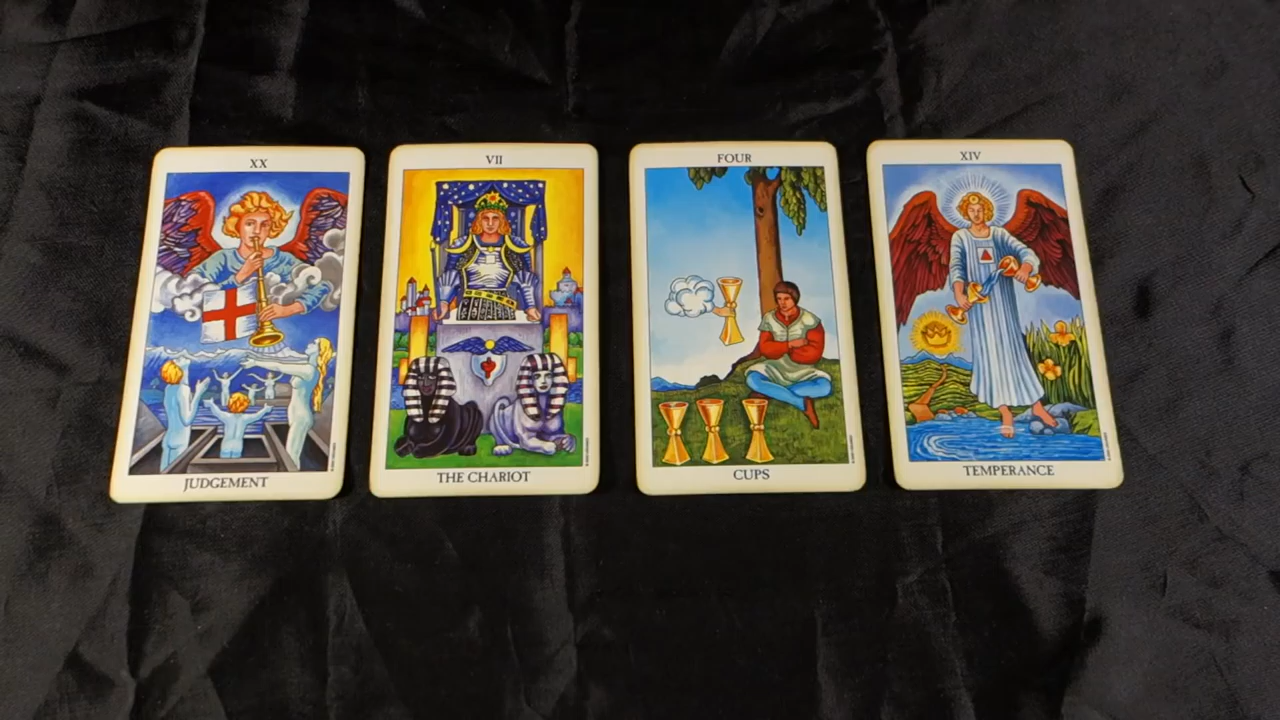 XX
JUDGEMENT
VII
THE CHARIOT
FOUR
CUPS
XIV
TEMPERANCE